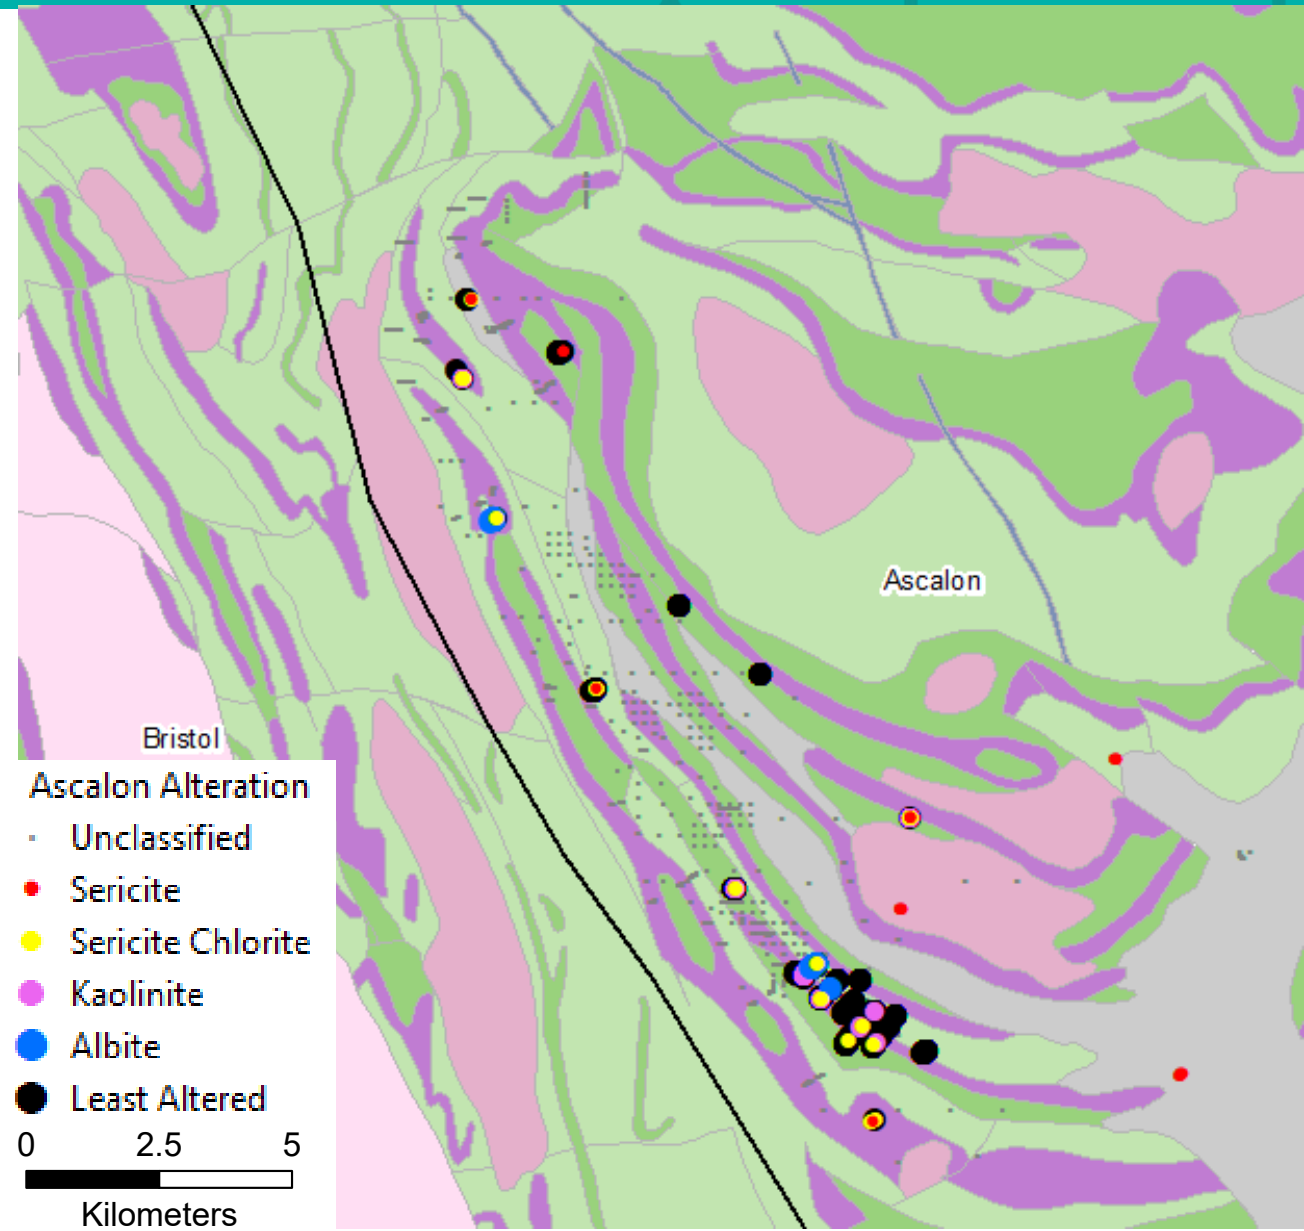 Ascalon
Bristol
Ascalon Alteration
Unclassified
Sericite
Sericite Chlorite
Kaolinite
Albite
Least Altered
0 2.5 5
Kilometers